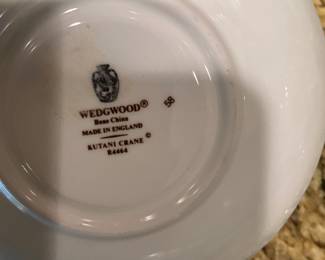 WEDGWOOD®
Bone China
MADE IN ENGLAND
KUTANI CRANE ©
R4464